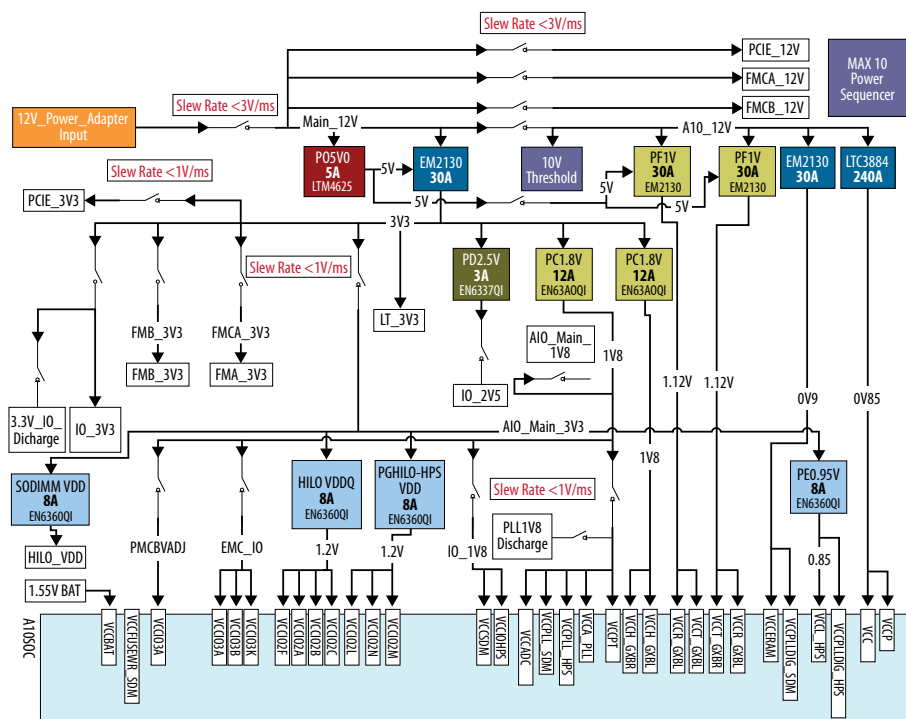 Slew Rate <3V/ms
PCIE_12V
FMCA_12V
FMCB_12V
MAX 10
Power
Sequencer
12V_Power_Adapter
Input
Slew Rate <3V/ms
Main_12V
A10_12V
PO5V0
5A
LTM4625
5V
EM2130
30A
10V
Threshold
PF1V
30A
EM2130
PF1V
30A
EM2130
EM2130
30A
LTC3884
240A
5V
5V
5V
Slew Rate <1V/ms
PCIE_3V3
3V3
Slew Rate <1V/ms
PD2.5V
3A
EN6337QI
PC1.8V
12A
EN63A0QI
PC1.8V
12A
EN63A0QI
LT_3V3
FMB_3V3
FMCA_3V3
AIO_Main_
1V8
1V8
FMB_3V3
FMA_3V3
IO_2V5
1.12V
1.12V
0V9
0V85
3.3V_IO_
Dicharge
IO_3V3
AIO_Main_3V3
1V8
SODIMM VDD
8A
EN6360QI
HILO VDDQ
8A
EN6360QI
PGHILO-HPS
VDD
8A
EN6360QI
Slew Rate <1V/ms
PE0.95V
8A
EN6360QI
PLL1V8
Discharge
HILO_VDD
PMCBVADJ
EMC_IO
1.2V
1.2V
IO_1V8
0.85
1.55V BAT
A10SOC
VCCBAT
VCCFUSEWR_SDM
VCCIO3A
VCCIO3A
VCCIO3B
VCCIO3K
VCCIO2F
VCCIO2A
VCCIO2B
VCCIO2C
VCCIO2L
VCCIO2N
VCCIO2M
VCCSDM
VCCIOHPS
VCCADC
VCCPLL_SDM
VCCPLL_HPS
VCCA_PLL
VCCPT
VCCH_GXBR
VCCH_GXBL
VCCR_GXBL
VCCT_GXBL
VCCT_GXBR
VCCR_GXBL
VCCERAM
VCCPLLDIG_SDM
VCCL_HPS
VCCPLLDIG_HPS
VCC
VCCP